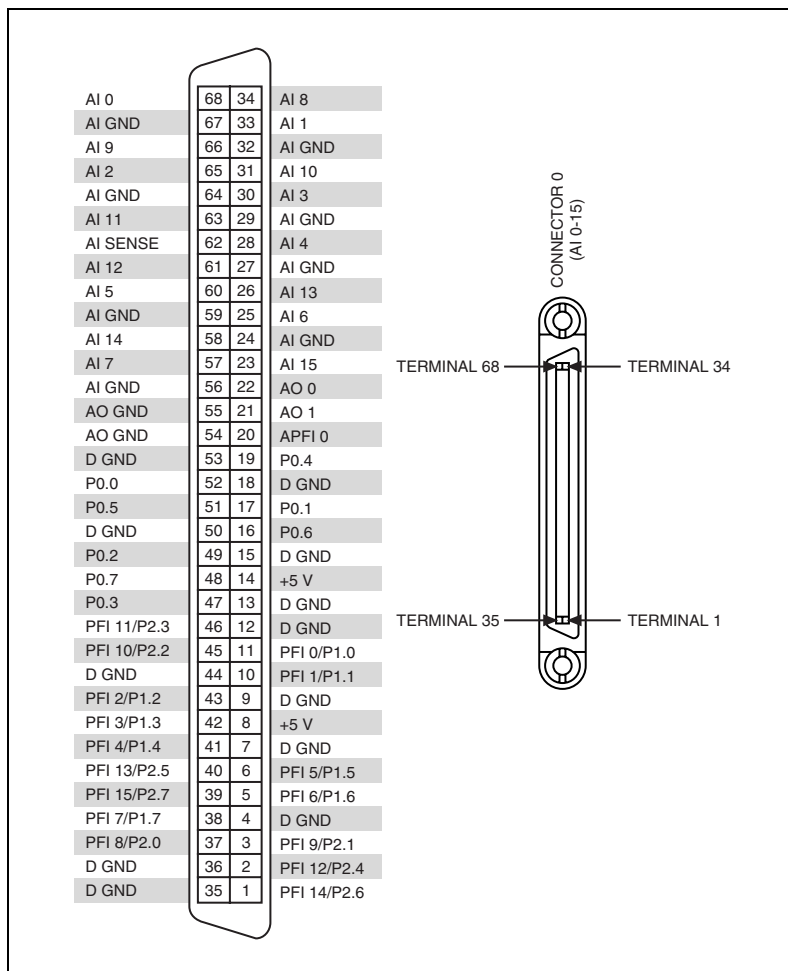 AI 0 68 34 AI 8
AI GND 67 33 AI 1
AI 9 66 32 AI GND
AI 2 65 31 AI 10
AI GND 64 30 AI 3
AI 11 63 29 AI GND
AI SENSE 62 28 AI 4
AI 12 61 27 AI GND
AI 5 60 26 AI 13
AI GND 59 25 AI 6
AI 14 58 24 AI GND
AI 7 57 23 AI 15
AI GND 56 22 AO 0
AO GND 55 21 AO 1
AO GND 54 20 APFI 0
D GND 53 19 P0.4
P0.0 52 18 D GND
P0.5 51 17 P0.1
D GND 50 16 P0.6
P0.2 49 15 D GND
P0.7 48 14 +5 V
P0.3 47 13 D GND
PFI 11/P2.3 46 12 D GND
PFI 10/P2.2 45 11 PFI 0/P1.0
D GND 44 10 PFI 1/P1.1
PFI 2/P1.2 43 9 D GND
PFI 3/P1.3 42 8 +5 V
PFI 4/P1.4 41 7 D GND
PFI 13/P2.5 40 6 PFI 5/P1.5
PFI 15/P2.7 39 5 PFI 6/P1.6
PFI 7/P1.7 38 4 D GND
PFI 8/P2.0 37 3 PFI 9/P2.1
D GND 36 2 PFI 12/P2.4
D GND 35 1 PFI 14/P2.6
CONNECTOR 0
(AI 0-15)
TERMINAL 68 TERMINAL 34
TERMINAL 35 TERMINAL 1